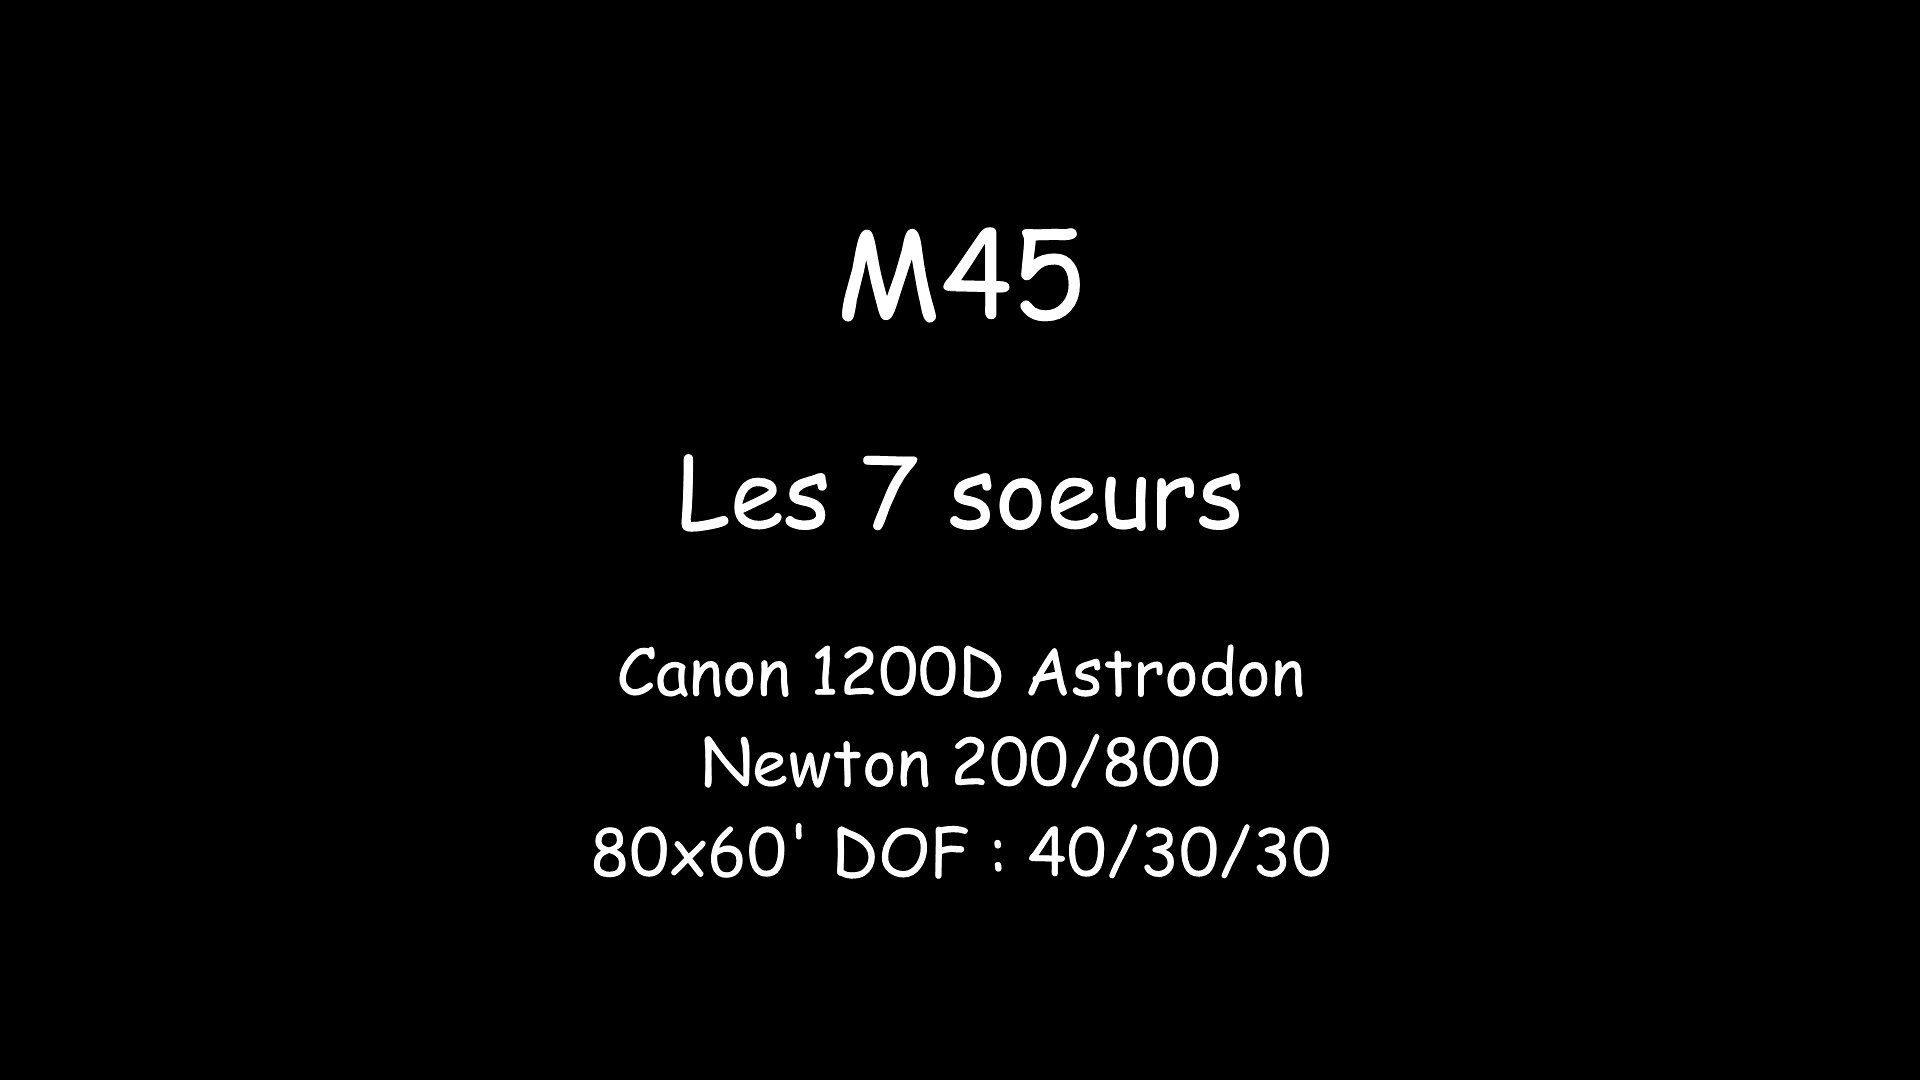 M45
Les 7 soeurs
Canon 1200D Astrodon
Newton 200/800
80x60' DOF : 40/30/30